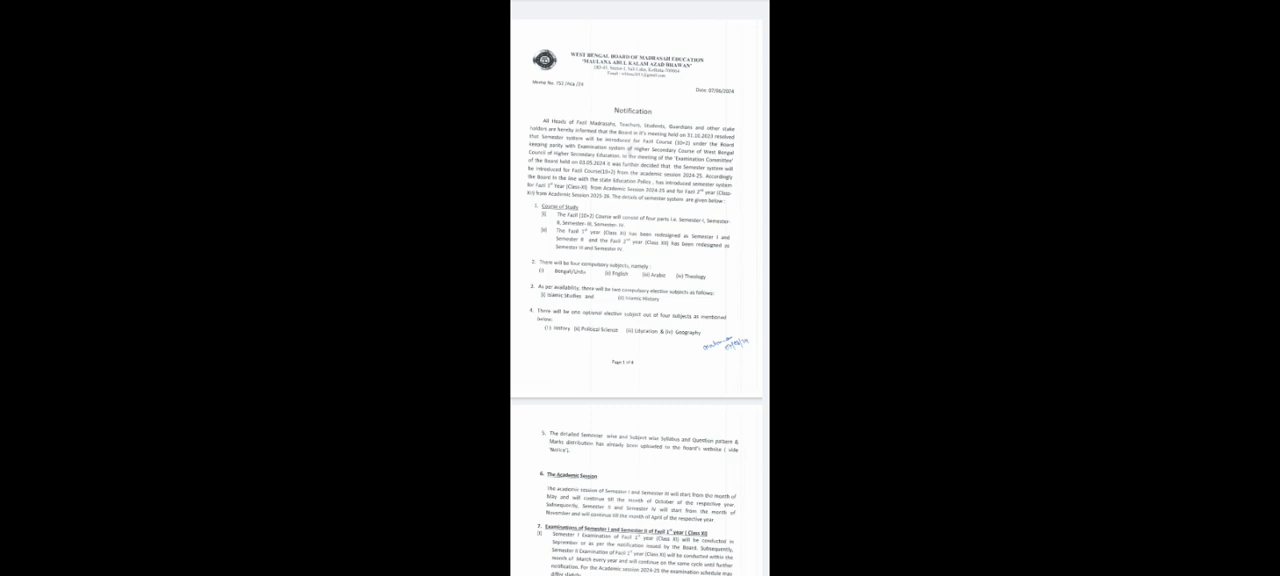 WEST BENGAL BOARD OF MADRASAH EDUCATION
'MAULANA ABUL KALAM AZAD BHAWAN'
Kolkata-700064
Memo No. /24
Date: 07/06/2024
Notification
All Heads of Fazil Madrasahs, Teachers, Students, Guardians and other stake
holders are hereby informed that the Board in it's meeting held on 31.10.2023 resolved
that Semester system will be introduced for Fazil Course (10+2) under the Board
keeping parity with Examination system of Higher Secondary Course of West Bengal
Council of Higher Secondary Education. In the meeting of the 'Examination Committee'
of the Board held on 03.05.2024 it was further decided that the Semester system will
be introduced for Fazil Course(10+2) from the academic session 2024-25. Accordingly
the Board in the line with the state Education Policy, has introduced semester system
for Fazil 1st Year (Class-XI) from Academic Session 2024-25 and for Fazil 2nd year (Class-
XII) from Academic Session 2025-26. The details of semester system are given below :
1. Course of Study
(i) The Fazil (10+2) Course will consist of four parts i.e. Semester-I, Semester-
II, Semester- III, Semester- IV.
(ii) The Fazil 1st year (Class XI) has been redesigned as Semester I and
Semester II and the Fazil 2nd year (Class XII) has been redesigned as
Semester III and Semester IV.
2. There will be four compulsory subjects, namely :
(i) Bengali/Urdu (ii) English (iii) Arabic (iv) Theology
3. As per availability, there will be two compulsory elective subjects as follows:
(i) Islamic Studies and (ii) Islamic History
4. There will be one optional elective subject out of four subjects as mentioned
below:
(i) History (ii) Political Science (iii) Education & (iv) Geography
Page 1 of 4
5. The detailed Semester wise and Subject wise Syllabus and Question pattern &
Marks distribution has already been uploaded to the Board's website ( vide
'Notice').
6. The Academic Session
The academic session of Semester I and Semester III will start from the month of
May and will continue till the month of October of the respective year.
Subsequently, Semester II and Semester IV will start from the month of
November and will continue till the month of April of the respective year.
7. Examinations of Semester I and Semester II of Fazil 1st year ( Class XI)
(i) Semester I Examination of Fazil 1st year (Class XI) will be conducted in
September or as per the notification issued by the Board. Subsequently,
Semester II Examination of Fazil 1st year (Class XI) will be conducted within the
month of March every year and will continue on the same cycle until further
notification. For the Academic session 2024-25 the examination schedule may
differ slightly.